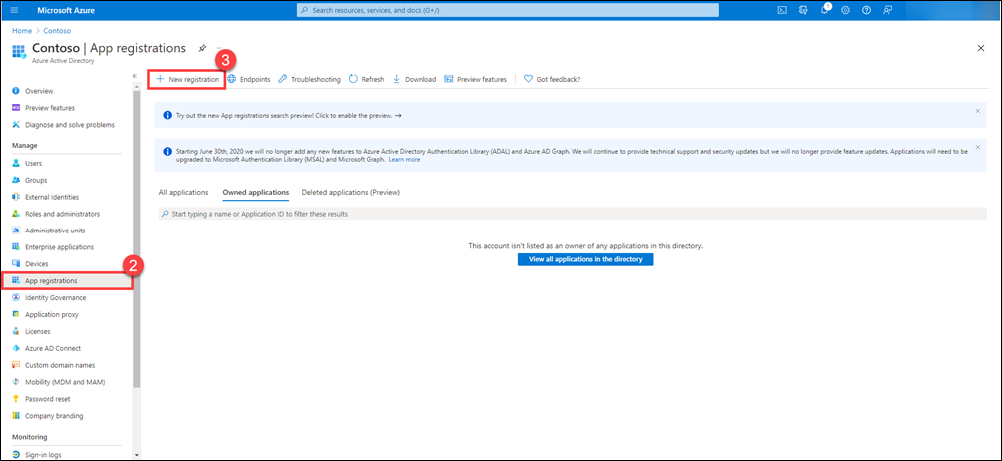 Microsoft Azure
Search resources, services, and docs (G+/)
1
Home > Contoso >
Contoso | App registrations
Azure Active Directory
3
New registration
Endpoints
Troubleshooting
Refresh
Download
Preview features
Got feedback?
Overview
Preview features
Diagnose and solve problems
Manage
Users
Groups
External Identities
Roles and administrators
Administrative units
Enterprise applications
Devices
2
App registrations
Identity Governance
Application proxy
Licenses
Azure AD Connect
Custom domain names
Mobility (MDM and MAM)
Password reset
Company branding
Monitoring
Sign-in logs
Try out the new App registrations search preview! Click to enable the preview. →
Starting June 30th, 2020 we will no longer add any new features to Azure Active Directory Authentication Library (ADAL) and Azure AD Graph. We will continue to provide technical support and security updates but we will no longer provide feature updates. Applications will need to be
upgraded to Microsoft Authentication Library (MSAL) and Microsoft Graph. Learn more
All applications
Owned applications
Deleted applications (Preview)
Start typing a name or Application ID to filter these results
This account isn't listed as an owner of any applications in this directory.
View all applications in the directory